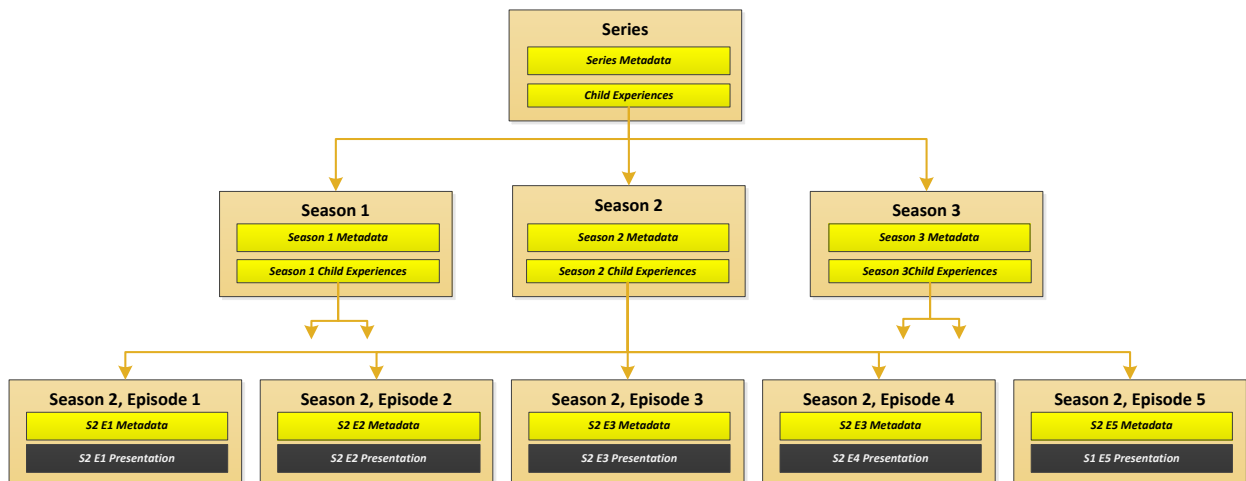 Series
Series Metadata
Child Experiences
Season 1
Season 1 Metadata
Season 1 Child Experiences
Season 2
Season 2 Metadata
Season 2 Child Experiences
Season 3
Season 3 Metadata
Season 3Child Experiences
Season 2, Episode 1
S2 E1 Metadata
S2 E1 Presentation
Season 2, Episode 2
S2 E2 Metadata
S2 E2 Presentation
Season 2, Episode 3
S2 E3 Metadata
S2 E3 Presentation
Season 2, Episode 4
S2 E3 Metadata
S2 E4 Presentation
Season 2, Episode 5
S2 E5 Metadata
S1 E5 Presentation